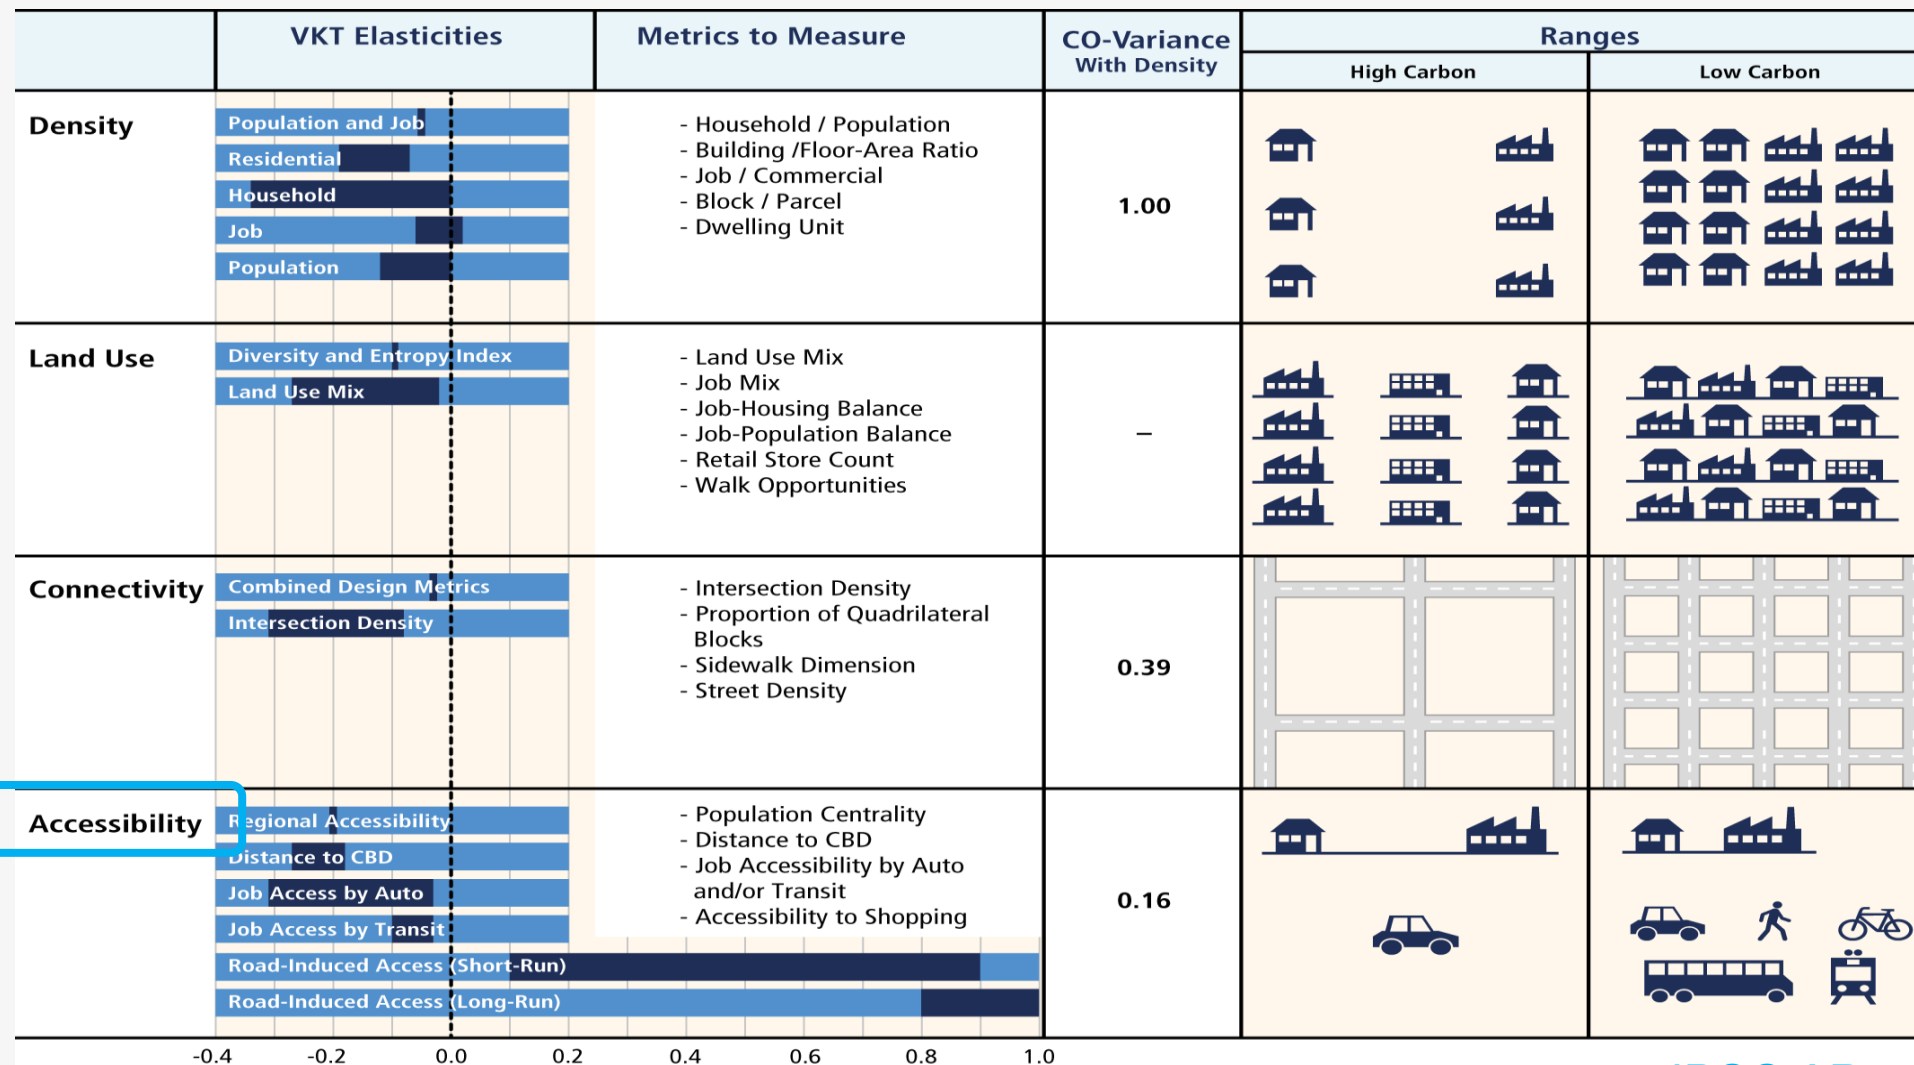 VKT Elasticities
Metrics to Measure
CO-Variance
With Density
Ranges
High Carbon
Low Carbon
Density
Population and Job
Residential
Household
Job
Population
- Household / Population
- Building /Floor-Area Ratio
- Job / Commercial
- Block / Parcel
- Dwelling Unit
1.00
Land Use
Diversity and Entropy Index
Land Use Mix
- Land Use Mix
- Job Mix
- Job-Housing Balance
- Job-Population Balance
- Retail Store Count
- Walk Opportunities
–
Connectivity
Combined Design Metrics
Intersection Density
- Intersection Density
- Proportion of Quadrilateral
Blocks
- Sidewalk Dimension
- Street Density
0.39
Accessibility
Regional Accessibility
Distance to CBD
Job Access by Auto
Job Access by Transit
Road-Induced Access (Short-Run)
Road-Induced Access (Long-Run)
- Population Centrality
- Distance to CBD
- Job Accessibility by Auto
and/or Transit
- Accessibility to Shopping
0.16
-0.4 -0.2 0.0 0.2 0.4 0.6 0.8 1.0